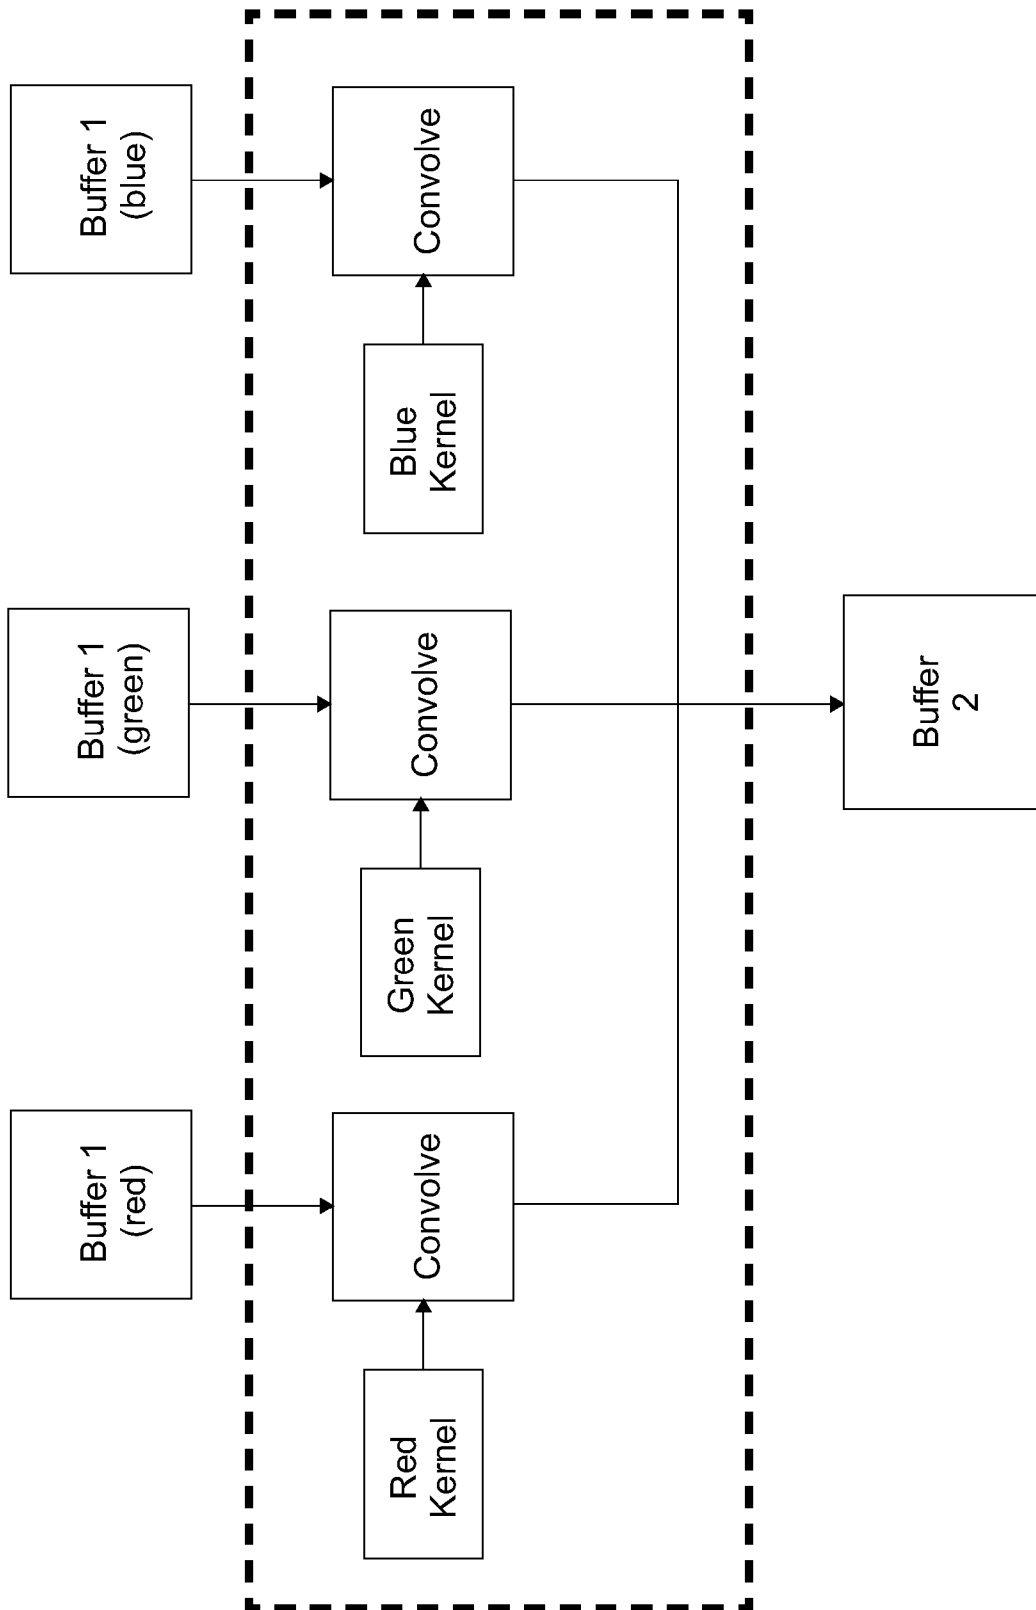 Buffer 1
(red)
Buffer 1
(green)
Buffer 1
(blue)
Red
Kernel
Convolve
Green
Kernel
Convolve
Blue
Kernel
Convolve
Buffer
2